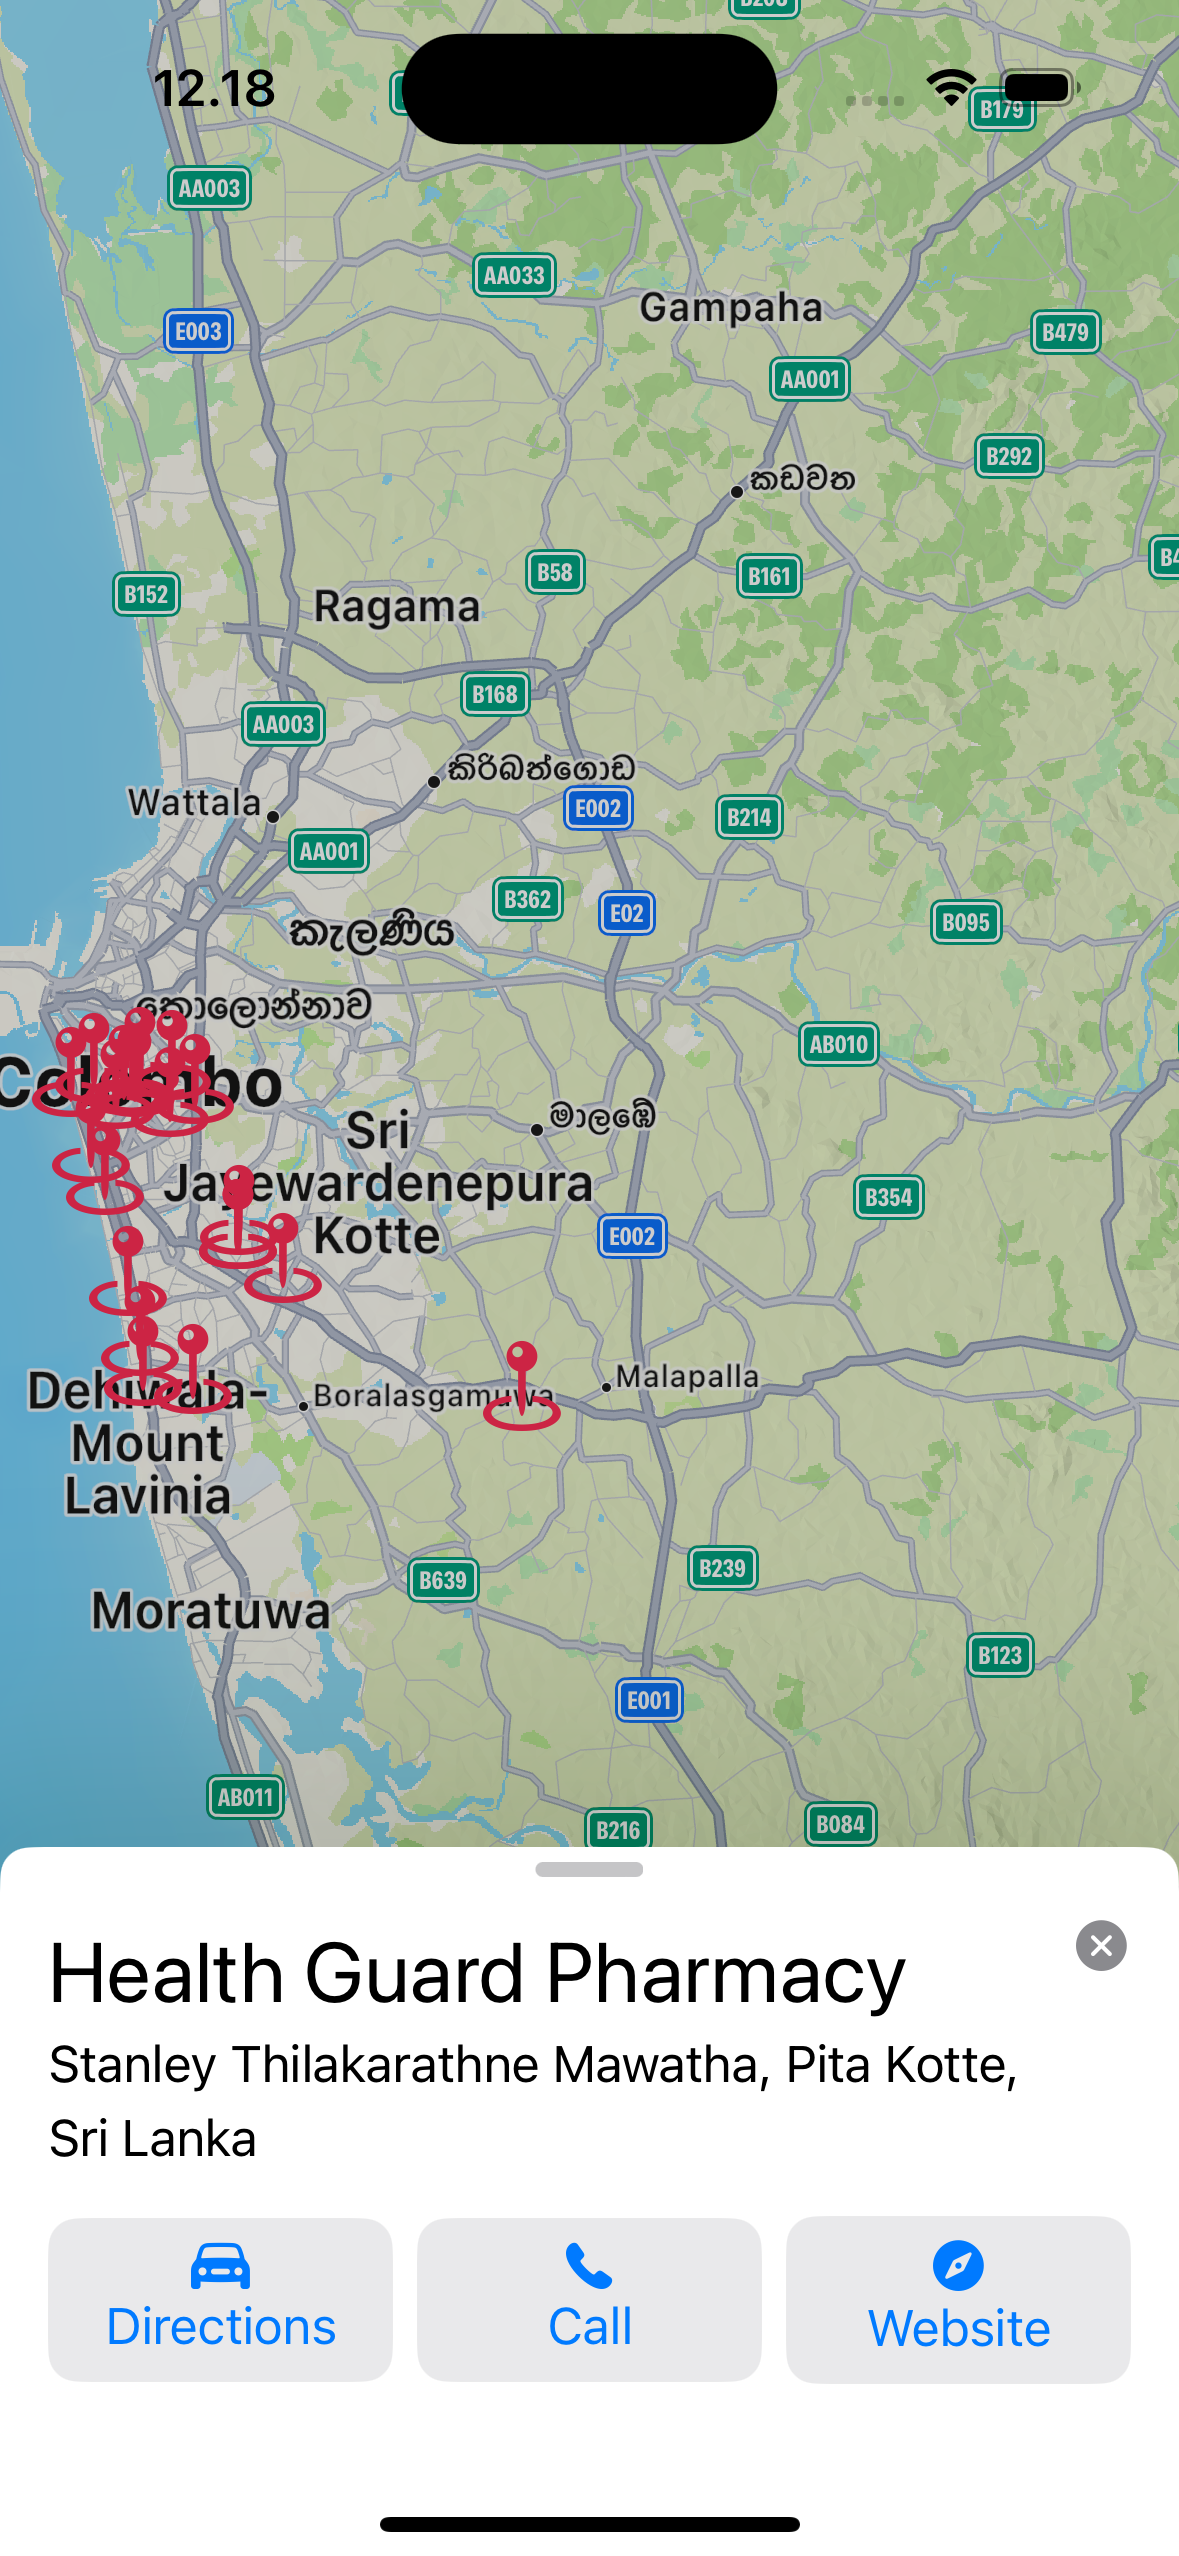 12.18
B179
AA003
AA033
Gampaha
E003
B479
AA001
B292
කඩවත
B58
B161
B152
Ragama
B168
AA003
කිරිබත්ගොඩ
Wattala
E002
B214
AA001
B362
E02
B095
කැලණිය
කොලොන්නාව
AB010
Colombo
මාලඹේ
Sri
Jayewardenepura
Kotte
B354
E002
Malapalla
Boralasgamuwa
Dehiwala-
Mount
Lavinia
B239
B639
Moratuwa
B123
E001
AB011
B216
B084
Health Guard Pharmacy
Stanley Thilakarathne Mawatha, Pita Kotte,
Sri Lanka
Directions
Call
Website